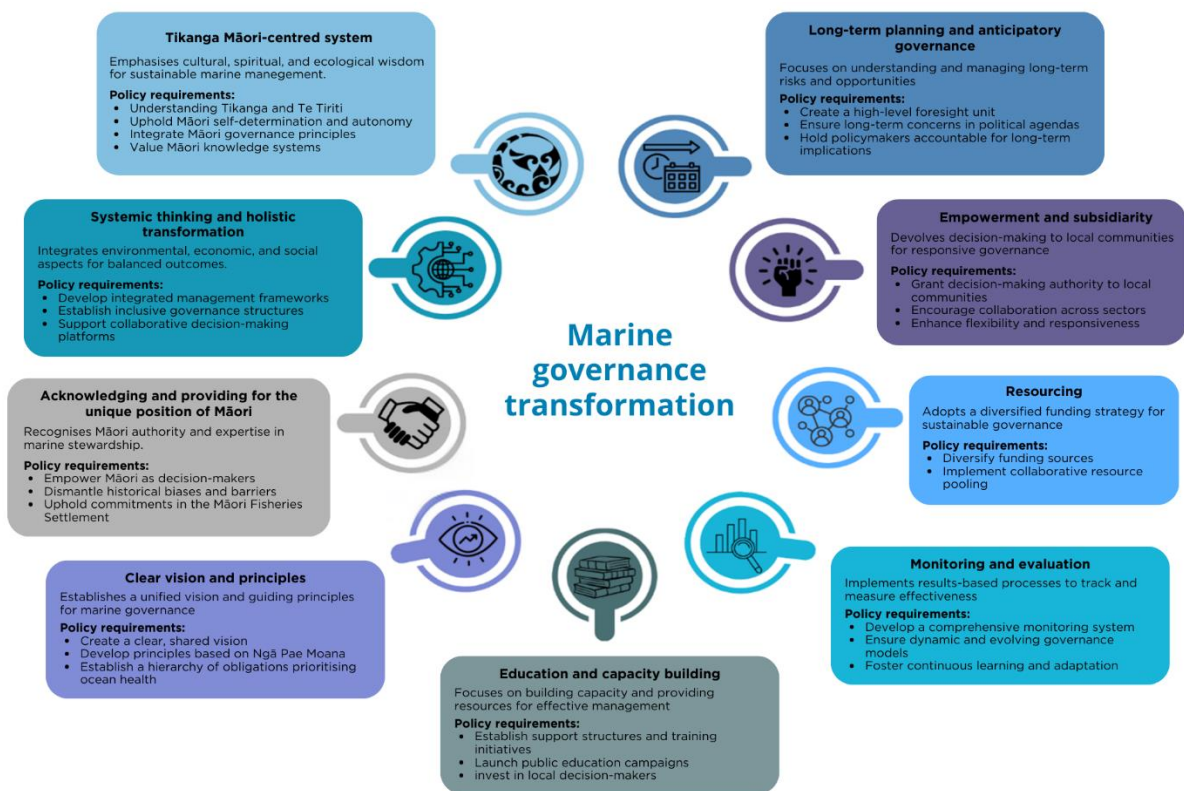 Tikanga Māori-centred system
Emphasises cultural, spiritual, and ecological wisdom
for sustainable marine manegement.
Policy requirements:
• Understanding Tikanga and Te Tiriti
• Uphold Māori self-determination and autonomy
• Integrate Māori governance principles
• Value Māori knowledge systems
Long-term planning and anticipatory
governance
Focuses on understanding and managing long-term
risks and opportunities
Policy requirements:
• Create a high-level foresight unit
• Ensure long-term concerns in political agendas
• Hold policymakers accountable for long-term
implications
Systemic thinking and holistic
transformation
Integrates environmental, economic, and social
aspects for balanced outcomes.
Policy requirements:
• Develop integrated management frameworks
• Establish inclusive governance structures
• Support collaborative decision-making
platforms
Empowerment and subsidiarity
Devolves decision-making to local communities
for responsive governance
Policy requirements:
• Grant decision-making authority to local
communities
• Encourage collaboration across sectors
• Enhance flexibility and responsiveness
Marine
governance
transformation
Acknowledging and providing for the
unique position of Māori
Recognises Māori authority and expertise in
marine stewardship.
Policy requirements:
• Empower Māori as decision-makers
• Dismantle historical biases and barriers
• Uphold commitments in the Māori Fisheries
Settlement
Resourcing
Adopts a diversified funding strategy for
sustainable governance
Policy requirements:
• Diversify funding sources
• Implement collaborative resource
pooling
Clear vision and principles
Establishes a unified vision and guiding principles
for marine governance
Policy requirements:
• Create a clear, shared vision
• Develop principles based on Ngā Pae Moana
• Establish a hierarchy of obligations prioritising
ocean health
Monitoring and evaluation
Implements results-based processes to track and
measure effectiveness
Policy requirements:
• Develop a comprehensive monitoring system
• Ensure dynamic and evolving governance
models
• Foster continuous learning and adaptation
Education and capacity building
Focuses on building capacity and providing
resources for effective management
Policy requirements:
• Establish support structures and training
initiatives
• Launch public education campaigns
• invest in local decision-makers